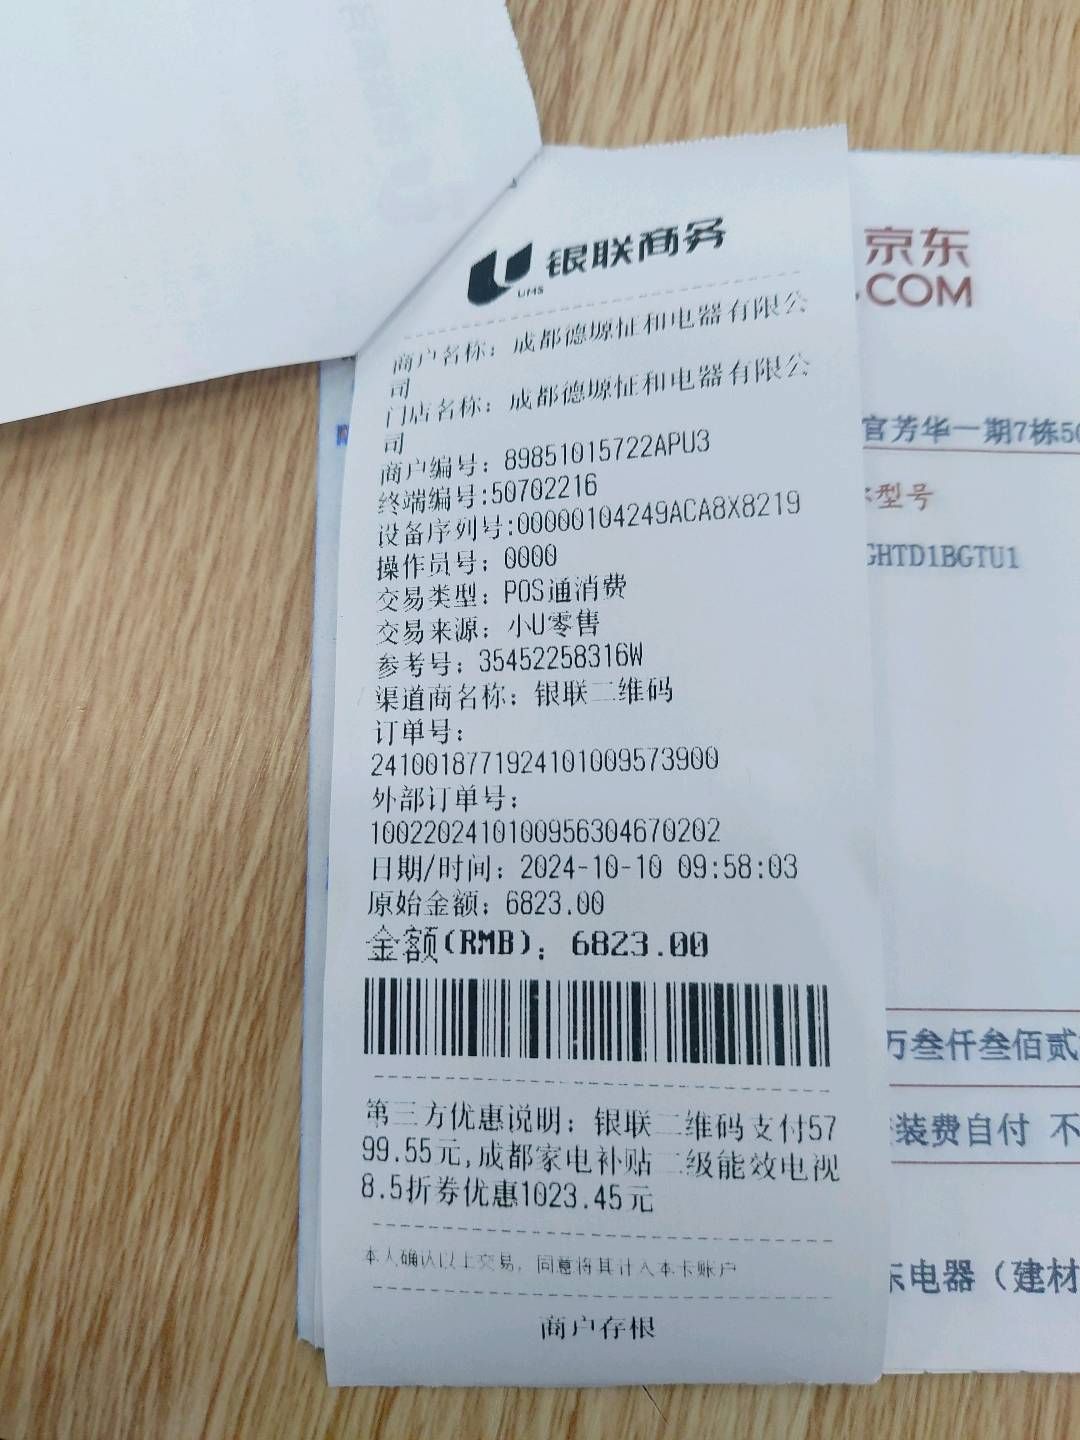 银联商务
UMS
商户名称：成都德塬恒和电器有限公
司
门店名称：成都德塬恒和电器有限公
司
商户编号：89851015722APU3
终端编号:50702216
设备序列号:00000104249ACA8X8219
操作员号：0000
交易类型：POS通消费
交易来源：小U零售
参考号：35452258316W
渠道商名称：银联二维码
订单号：
24100187719241010095739​00
外部订单号：
1002202410100956304670202
日期/时间：2024-10-10 09:58:03
原始金额：6823.00
金额(RMB)：6823.00
第三方优惠说明：银联二维码支付57
99.55元,成都家电补贴二级能效电视
8.5折券优惠1023.45元
本人确认以上交易，同意将其计入本卡账户
商户存根
京东
.COM
官芳华一期7栋50
型号
GHTD1BGTU1
万叁仟叁佰贰
装费自付 不
东电器（建材